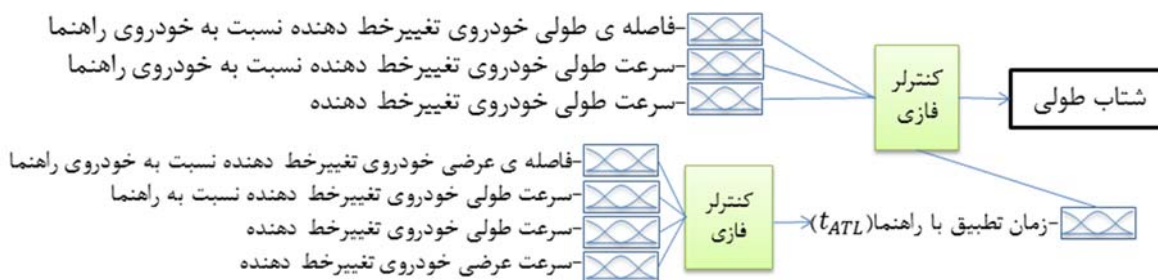 -فاصله ی طولی خودروی تغییرخط دهنده نسبت به خودروی راهنما
-سرعت طولی خودروی تغییرخط دهنده نسبت به خودروی راهنما
-سرعت طولی خودروی تغییرخط دهنده
کنترلر
فازی
شتاب طولی
-فاصله ی عرضی خودروی تغییرخط دهنده نسبت به خودروی راهنما
-سرعت طولی خودروی تغییرخط دهنده نسبت به راهنما
-سرعت طولی خودروی تغییرخط دهنده
-سرعت عرضی خودروی تغییرخط دهنده
کنترلر
فازی
-زمان تطبیق با راهنما(t_ATL)